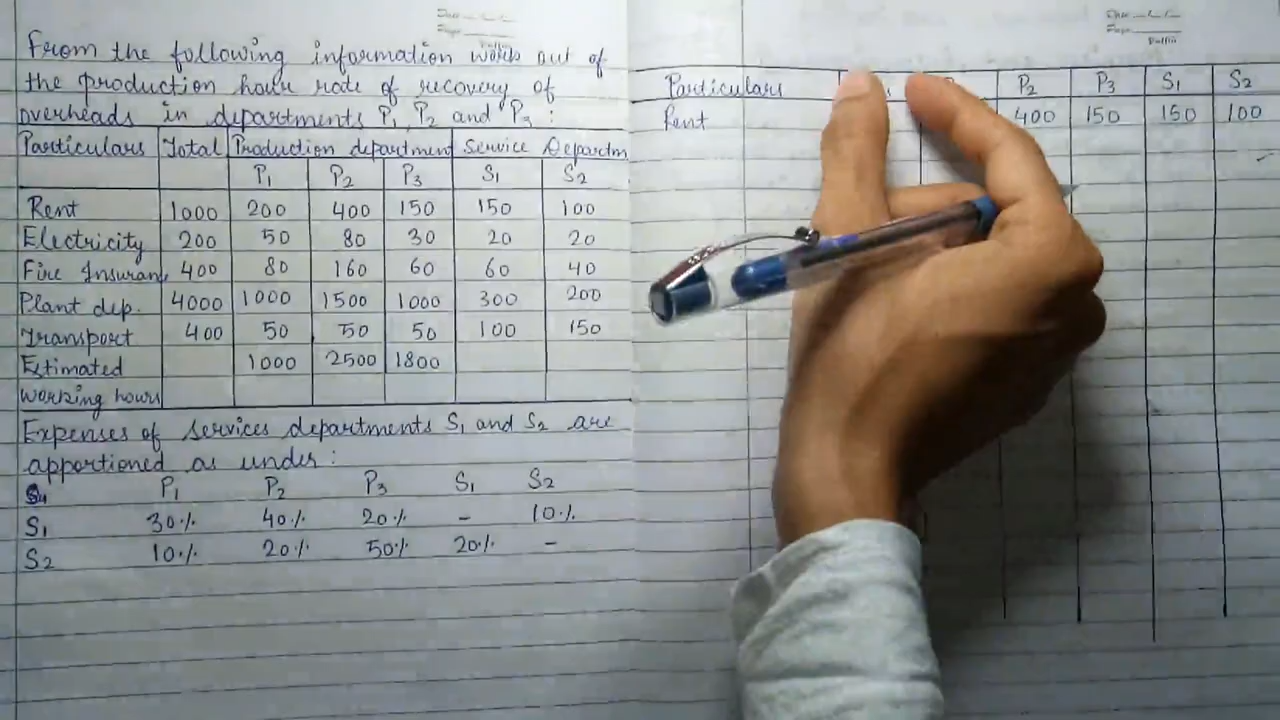 From the following information works out of
the production hour rate of recovery of
overheads in departments P1, P2 and P3 :
Particulars Total Production department Service Departm
P1 P2 P3 S1 S2
Rent 1000 200 400 150 150 100
Electricity 200 50 80 30 20 20
Fire Insuran 400 80 160 60 60 40
Plant dep. 4000 1000 1500 1000 300 200
Transport 400 50 50 50 100 150
Estimated 1000 2500 1800
working hours
Expenses of services departments S1 and S2 are
apportioned as under :
P1 P2 P3 S1 S2
S1 30% 40% 20% - 10%
S2 10% 20% 50% 20% -
Particulars P2 P3 S1 S2
Rent 400 150 150 100